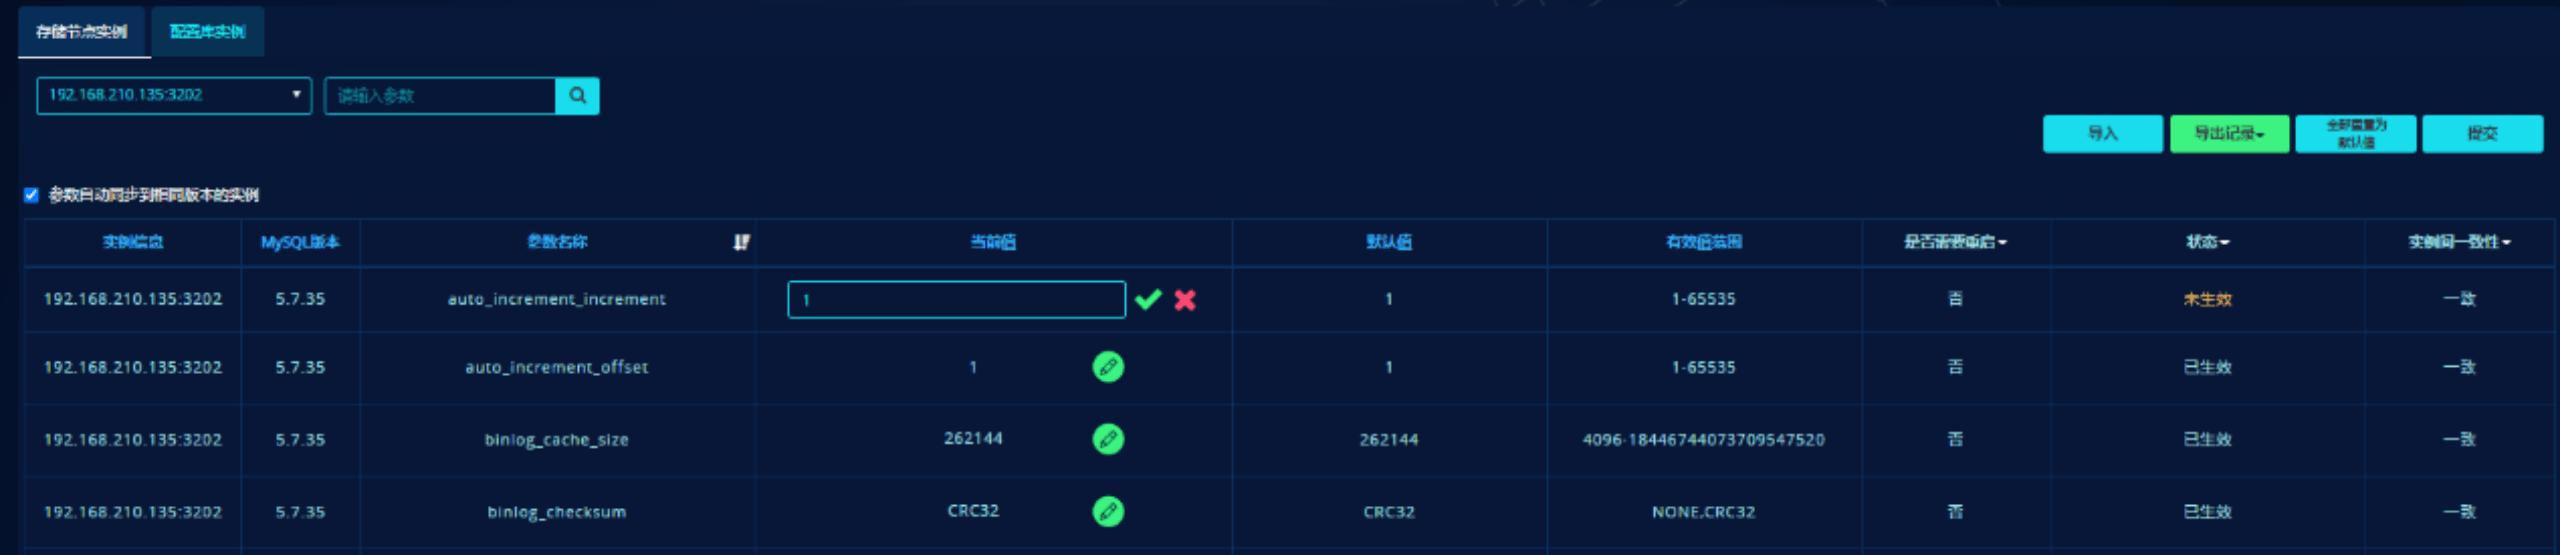 存储节点实例 配置库实例
192.168.210.135:3202 请输入参数
导入 导出记录 全部重置为默认值 提交
参数自动同步到相同版本的实例
实例信息 MySQL版本 参数名称 当前值 默认值 有效值范围 是否需要重启 状态 实例间一致性
192.168.210.135:3202 5.7.35 auto_increment_increment 1 1 1-65535 否 未生效 一致
192.168.210.135:3202 5.7.35 auto_increment_offset 1 1 1-65535 否 已生效 一致
192.168.210.135:3202 5.7.35 binlog_cache_size 262144 262144 4096-18446744073709547520 否 已生效 一致
192.168.210.135:3202 5.7.35 binlog_checksum CRC32 CRC32 NONE,CRC32 否 已生效 一致